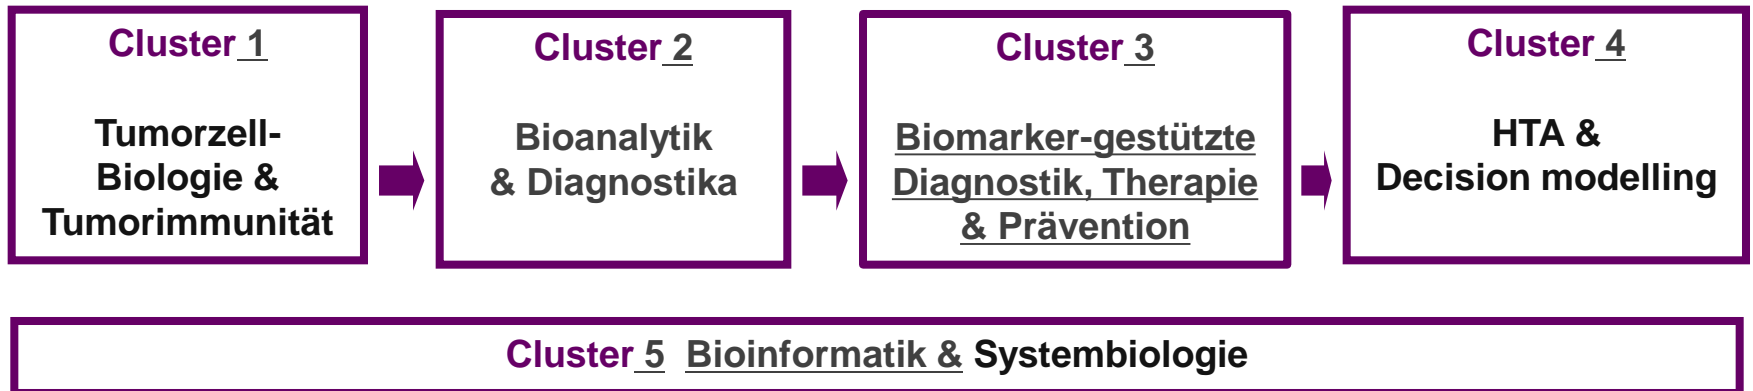 Cluster 1
Tumorzell-
Biologie &
Tumorimmunität
Cluster 2
Bioanalytik
& Diagnostika
Cluster 3
Biomarker-gestützte
Diagnostik, Therapie
& Prävention
Cluster 4
HTA &
Decision modelling
Cluster 5 Bioinformatik & Systembiologie